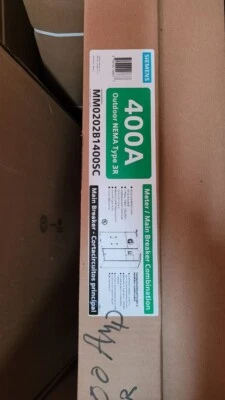 SIEMENS
400A
Outdoor NEMA Type 3R
MM0202B1400SC
Meter / Main Breaker Combination
Main Breaker • Cortacircuitos principal